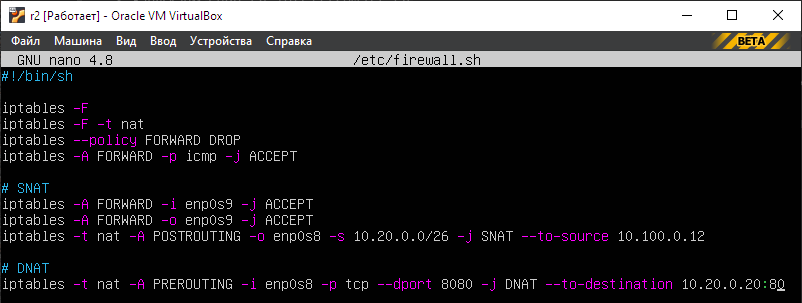 r2 [Работает] - Oracle VM VirtualBox
Файл Машина Вид Ввод Устройства Справка
BETA
GNU nano 4.8 /etc/firewall.sh
#!/bin/sh
iptables -F
iptables -F -t nat
iptables --policy FORWARD DROP
iptables -A FORWARD -p icmp -j ACCEPT
# SNAT
iptables -A FORWARD -i enp0s9 -j ACCEPT
iptables -A FORWARD -o enp0s9 -j ACCEPT
iptables -t nat -A POSTROUTING -o enp0s8 -s 10.20.0.0/26 -j SNAT --to-source 10.100.0.12
# DNAT
iptables -t nat -A PREROUTING -i enp0s8 -p tcp --dport 8080 -j DNAT --to-destination 10.20.0.20:80